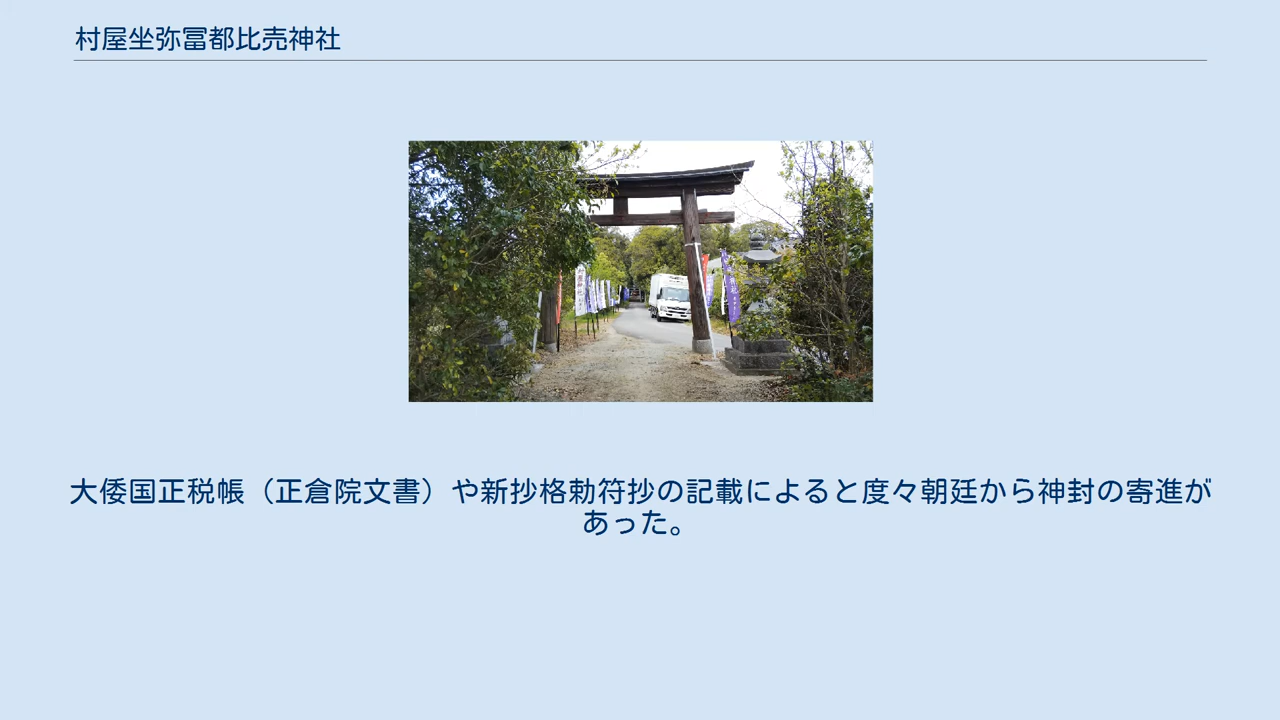 村屋坐弥冨都比売神社
大倭国正税帳（正倉院文書）や新抄格勅符抄の記載によると度々朝廷から神封の寄進が
あった。